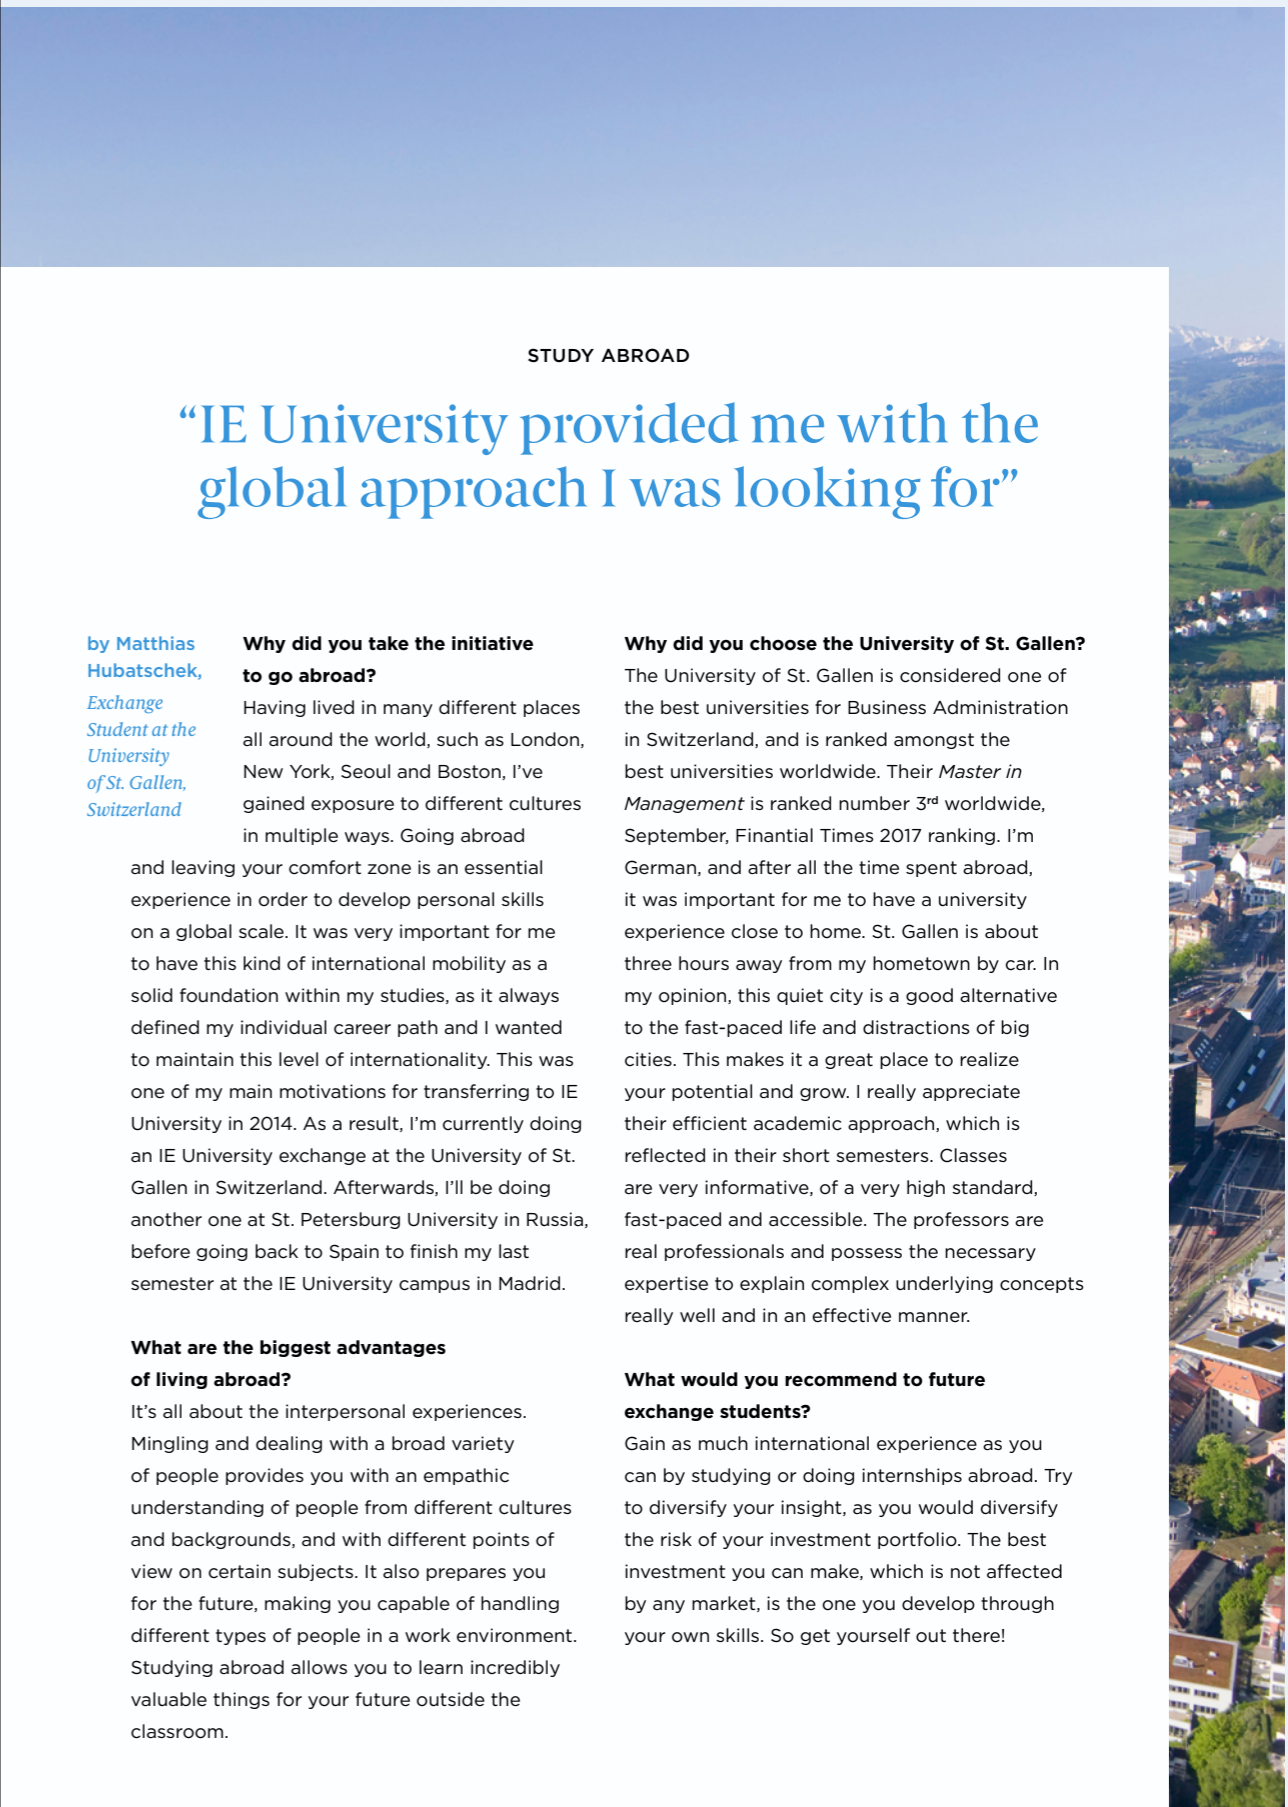 STUDY ABROAD
“IE University provided me with the
global approach I was looking for”
by Matthias
Hubatschek,
Exchange
Student at the
University
of St. Gallen,
Switzerland
Why did you take the initiative
to go abroad?
Having lived in many different places
all around the world, such as London,
New York, Seoul and Boston, I’ve
gained exposure to different cultures
in multiple ways. Going abroad
and leaving your comfort zone is an essential
experience in order to develop personal skills
on a global scale. It was very important for me
to have this kind of international mobility as a
solid foundation within my studies, as it always
defined my individual career path and I wanted
to maintain this level of internationality. This was
one of my main motivations for transferring to IE
University in 2014. As a result, I’m currently doing
an IE University exchange at the University of St.
Gallen in Switzerland. Afterwards, I’ll be doing
another one at St. Petersburg University in Russia,
before going back to Spain to finish my last
semester at the IE University campus in Madrid.
What are the biggest advantages
of living abroad?
It’s all about the interpersonal experiences.
Mingling and dealing with a broad variety
of people provides you with an empathic
understanding of people from different cultures
and backgrounds, and with different points of
view on certain subjects. It also prepares you
for the future, making you capable of handling
different types of people in a work environment.
Studying abroad allows you to learn incredibly
valuable things for your future outside the
classroom.
Why did you choose the University of St. Gallen?
The University of St. Gallen is considered one of
the best universities for Business Administration
in Switzerland, and is ranked amongst the
best universities worldwide. Their Master in
Management is ranked number 3rd worldwide,
September, Finantial Times 2017 ranking. I’m
German, and after all the time spent abroad,
it was important for me to have a university
experience close to home. St. Gallen is about
three hours away from my hometown by car. In
my opinion, this quiet city is a good alternative
to the fast-paced life and distractions of big
cities. This makes it a great place to realize
your potential and grow. I really appreciate
their efficient academic approach, which is
reflected in their short semesters. Classes
are very informative, of a very high standard,
fast-paced and accessible. The professors are
real professionals and possess the necessary
expertise to explain complex underlying concepts
really well and in an effective manner.
What would you recommend to future
exchange students?
Gain as much international experience as you
can by studying or doing internships abroad. Try
to diversify your insight, as you would diversify
the risk of your investment portfolio. The best
investment you can make, which is not affected
by any market, is the one you develop through
your own skills. So get yourself out there!